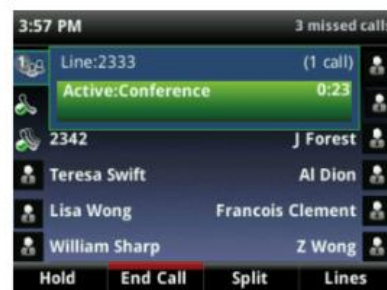 3:57 PM 3 missed call
Line:2333 (1 call)
Active:Conference 0:23
2342 J Forest
Teresa Swift Al Dion
Lisa Wong Francois Clement
William Sharp Z Wong
Hold End Call Split Lines